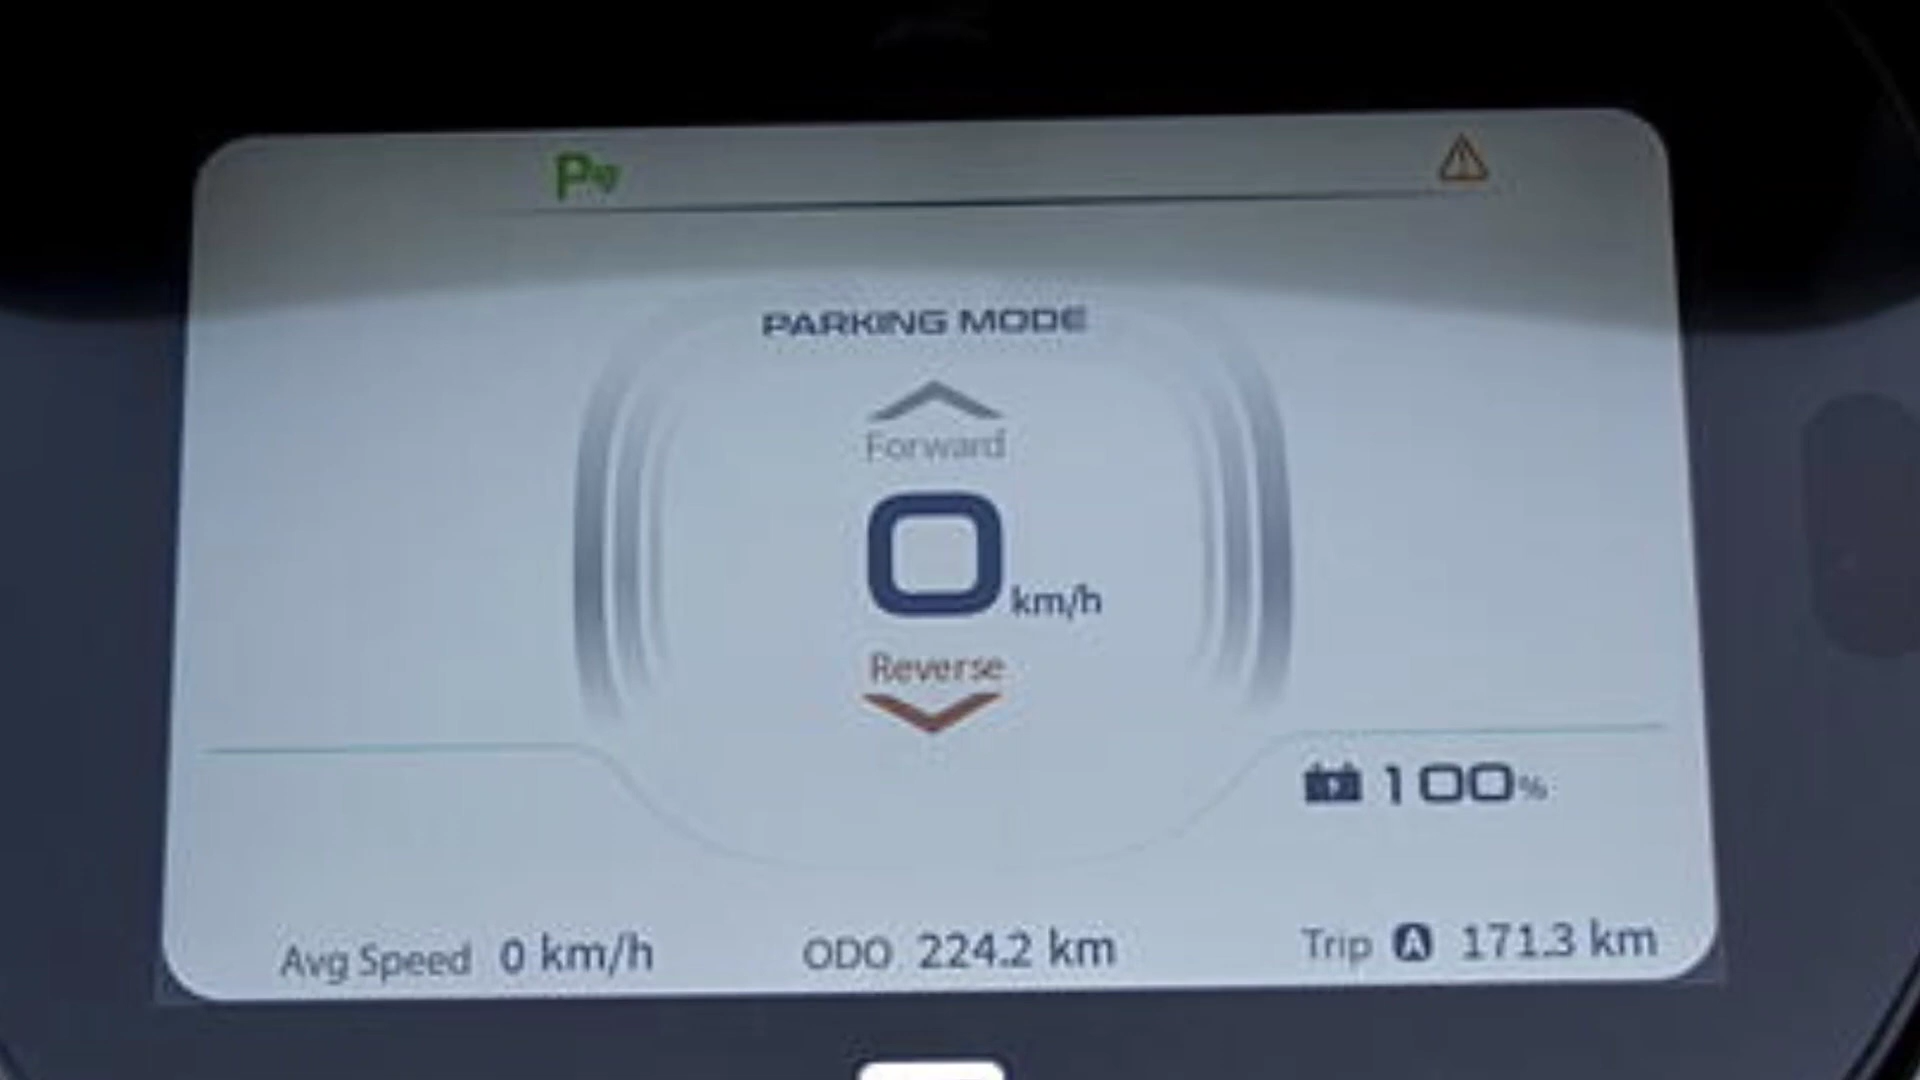 P
PARKING MODE
Forward
0 km/h
Reverse
100%
Avg Speed 0 km/h ODO 224.2 km Trip A 171.3 km